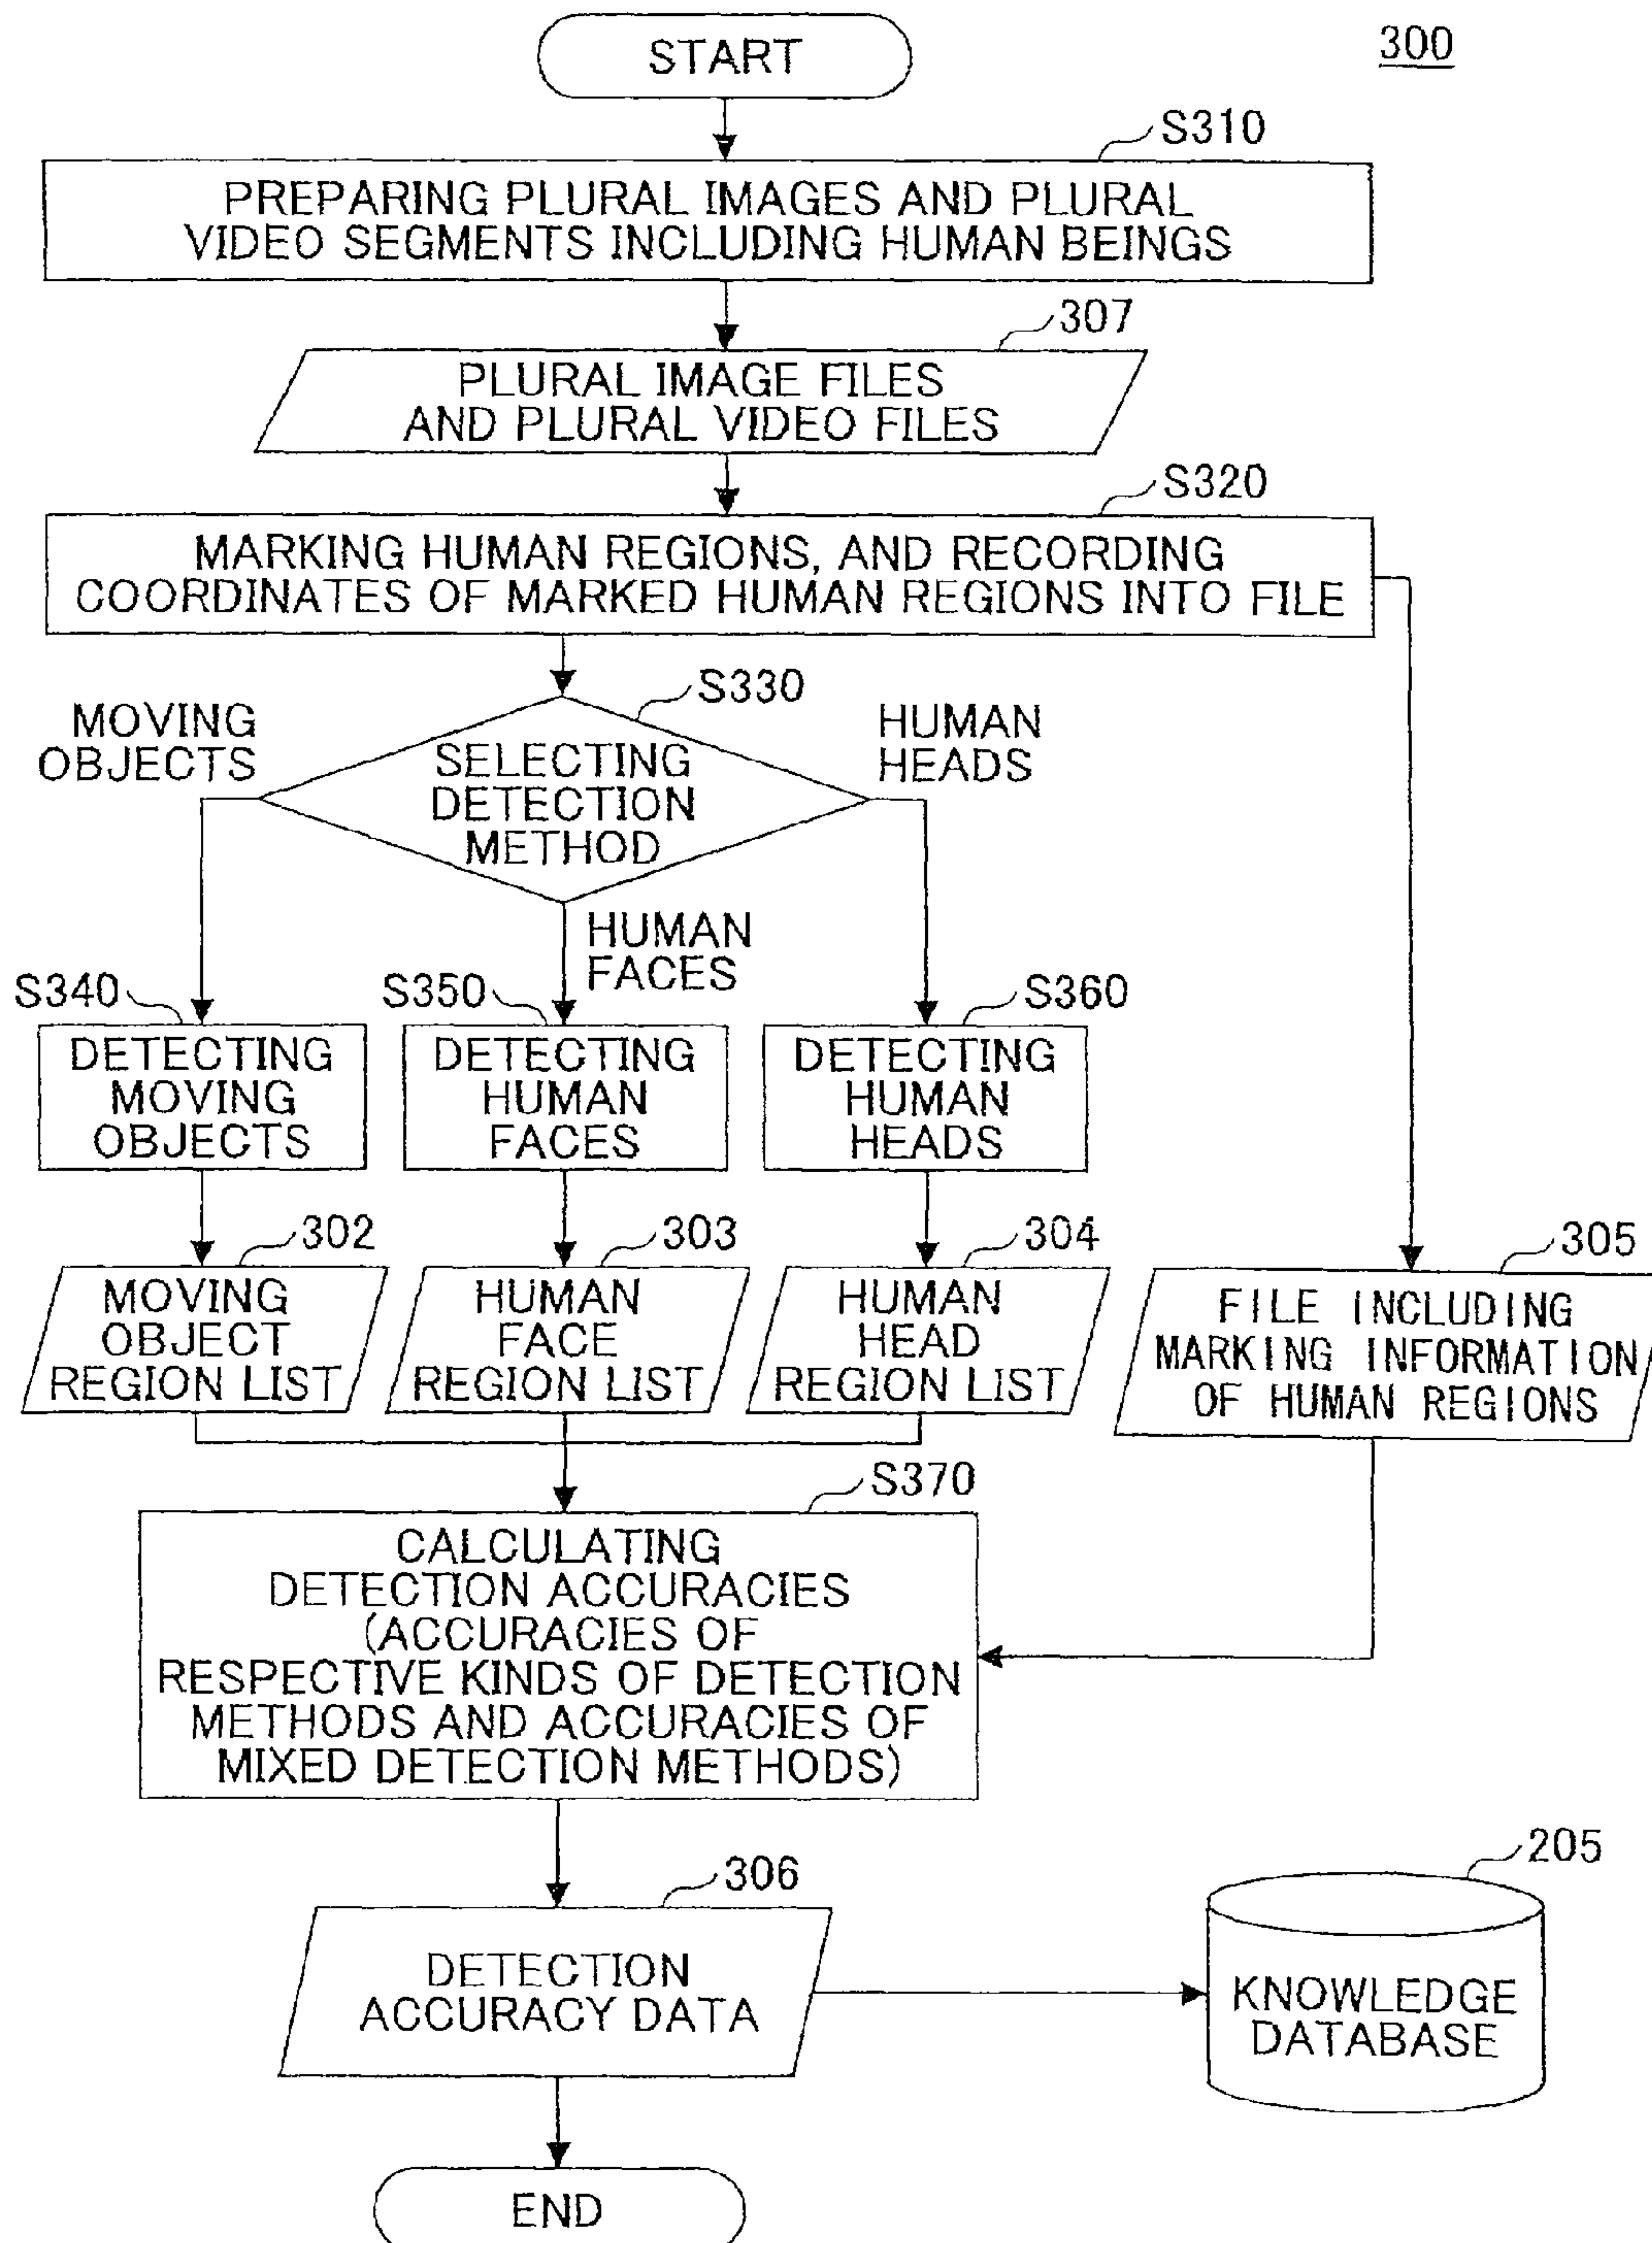 300
START
S310
PREPARING PLURAL IMAGES AND PLURAL
VIDEO SEGMENTS INCLUDING HUMAN BEINGS
307
PLURAL IMAGE FILES
AND PLURAL VIDEO FILES
S320
MARKING HUMAN REGIONS, AND RECORDING
COORDINATES OF MARKED HUMAN REGIONS INTO FILE
S330
MOVING
OBJECTS
SELECTING
DETECTION
METHOD
HUMAN
HEADS
HUMAN
FACES
S340
DETECTING
MOVING
OBJECTS
S350
DETECTING
HUMAN
FACES
S360
DETECTING
HUMAN
HEADS
302
MOVING
OBJECT
REGION LIST
303
HUMAN
FACE
REGION LIST
304
HUMAN
HEAD
REGION LIST
305
FILE INCLUDING
MARKING INFORMATION
OF HUMAN REGIONS
S370
CALCULATING
DETECTION ACCURACIES
(ACCURACIES OF
RESPECTIVE KINDS OF DETECTION
METHODS AND ACCURACIES OF
MIXED DETECTION METHODS)
306
DETECTION
ACCURACY DATA
205
KNOWLEDGE
DATABASE
END